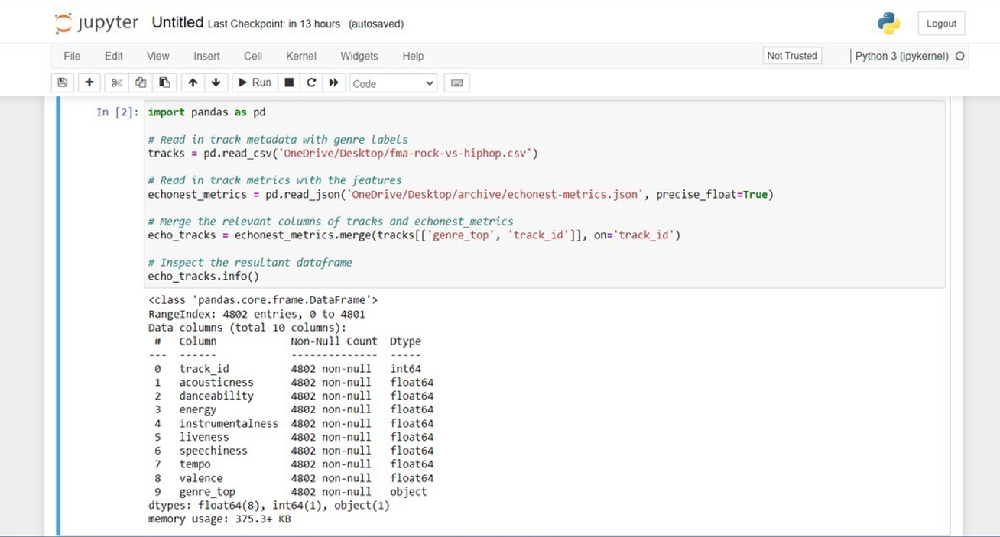 jupyter Untitled Last Checkpoint: in 13 hours (autosaved) Logout
File Edit View Insert Cell Kernel Widgets Help Not Trusted Python 3 (ipykernel)
Run Code
In [2]: import pandas as pd
# Read in track metadata with genre labels
tracks = pd.read_csv('OneDrive/Desktop/fma-rock-vs-hiphop.csv')
# Read in track metrics with the features
echonest_metrics = pd.read_json('OneDrive/Desktop/archive/echonest-metrics.json', precise_float=True)
# Merge the relevant columns of tracks and echonest_metrics
echo_tracks = echonest_metrics.merge(tracks[['genre_top', 'track_id']], on='track_id')
# Inspect the resultant dataframe
echo_tracks.info()
<class 'pandas.core.frame.DataFrame'>
RangeIndex: 4802 entries, 0 to 4801
Data columns (total 10 columns):
# Column Non-Null Count Dtype
--- ------ -------------- -----
0 track_id 4802 non-null int64
1 acousticness 4802 non-null float64
2 danceability 4802 non-null float64
3 energy 4802 non-null float64
4 instrumentalness 4802 non-null float64
5 liveness 4802 non-null float64
6 speechiness 4802 non-null float64
7 tempo 4802 non-null float64
8 valence 4802 non-null float64
9 genre_top 4802 non-null object
dtypes: float64(8), int64(1), object(1)
memory usage: 375.3+ KB